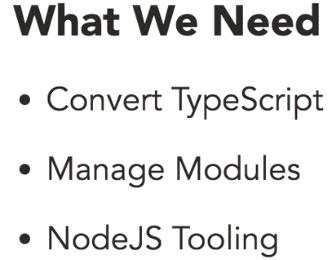 What We Need
• Convert TypeScript
• Manage Modules
• NodeJS Tooling